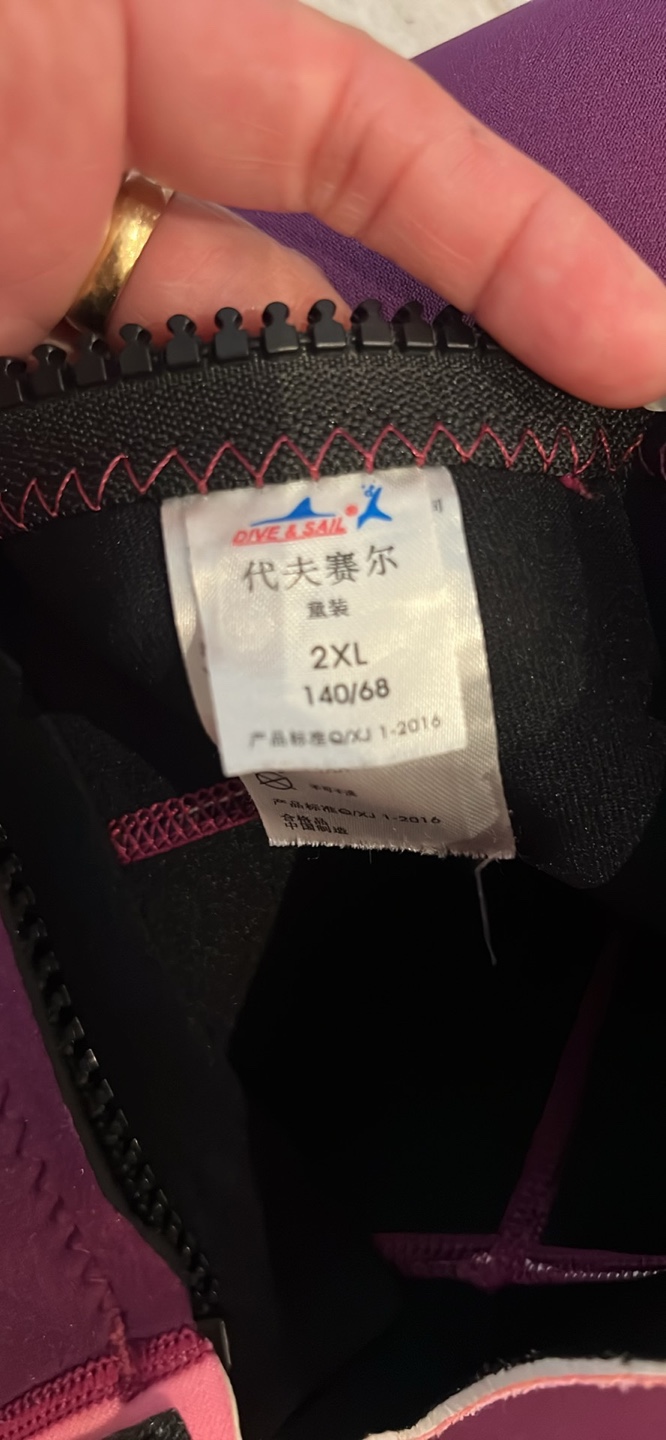 DIVE & SAIL®
代夫赛尔
童装
2XL
140/68
产品标准Q/XJ 1-2016
产品标准Q/XJ 1-2016
合格品
中国制造